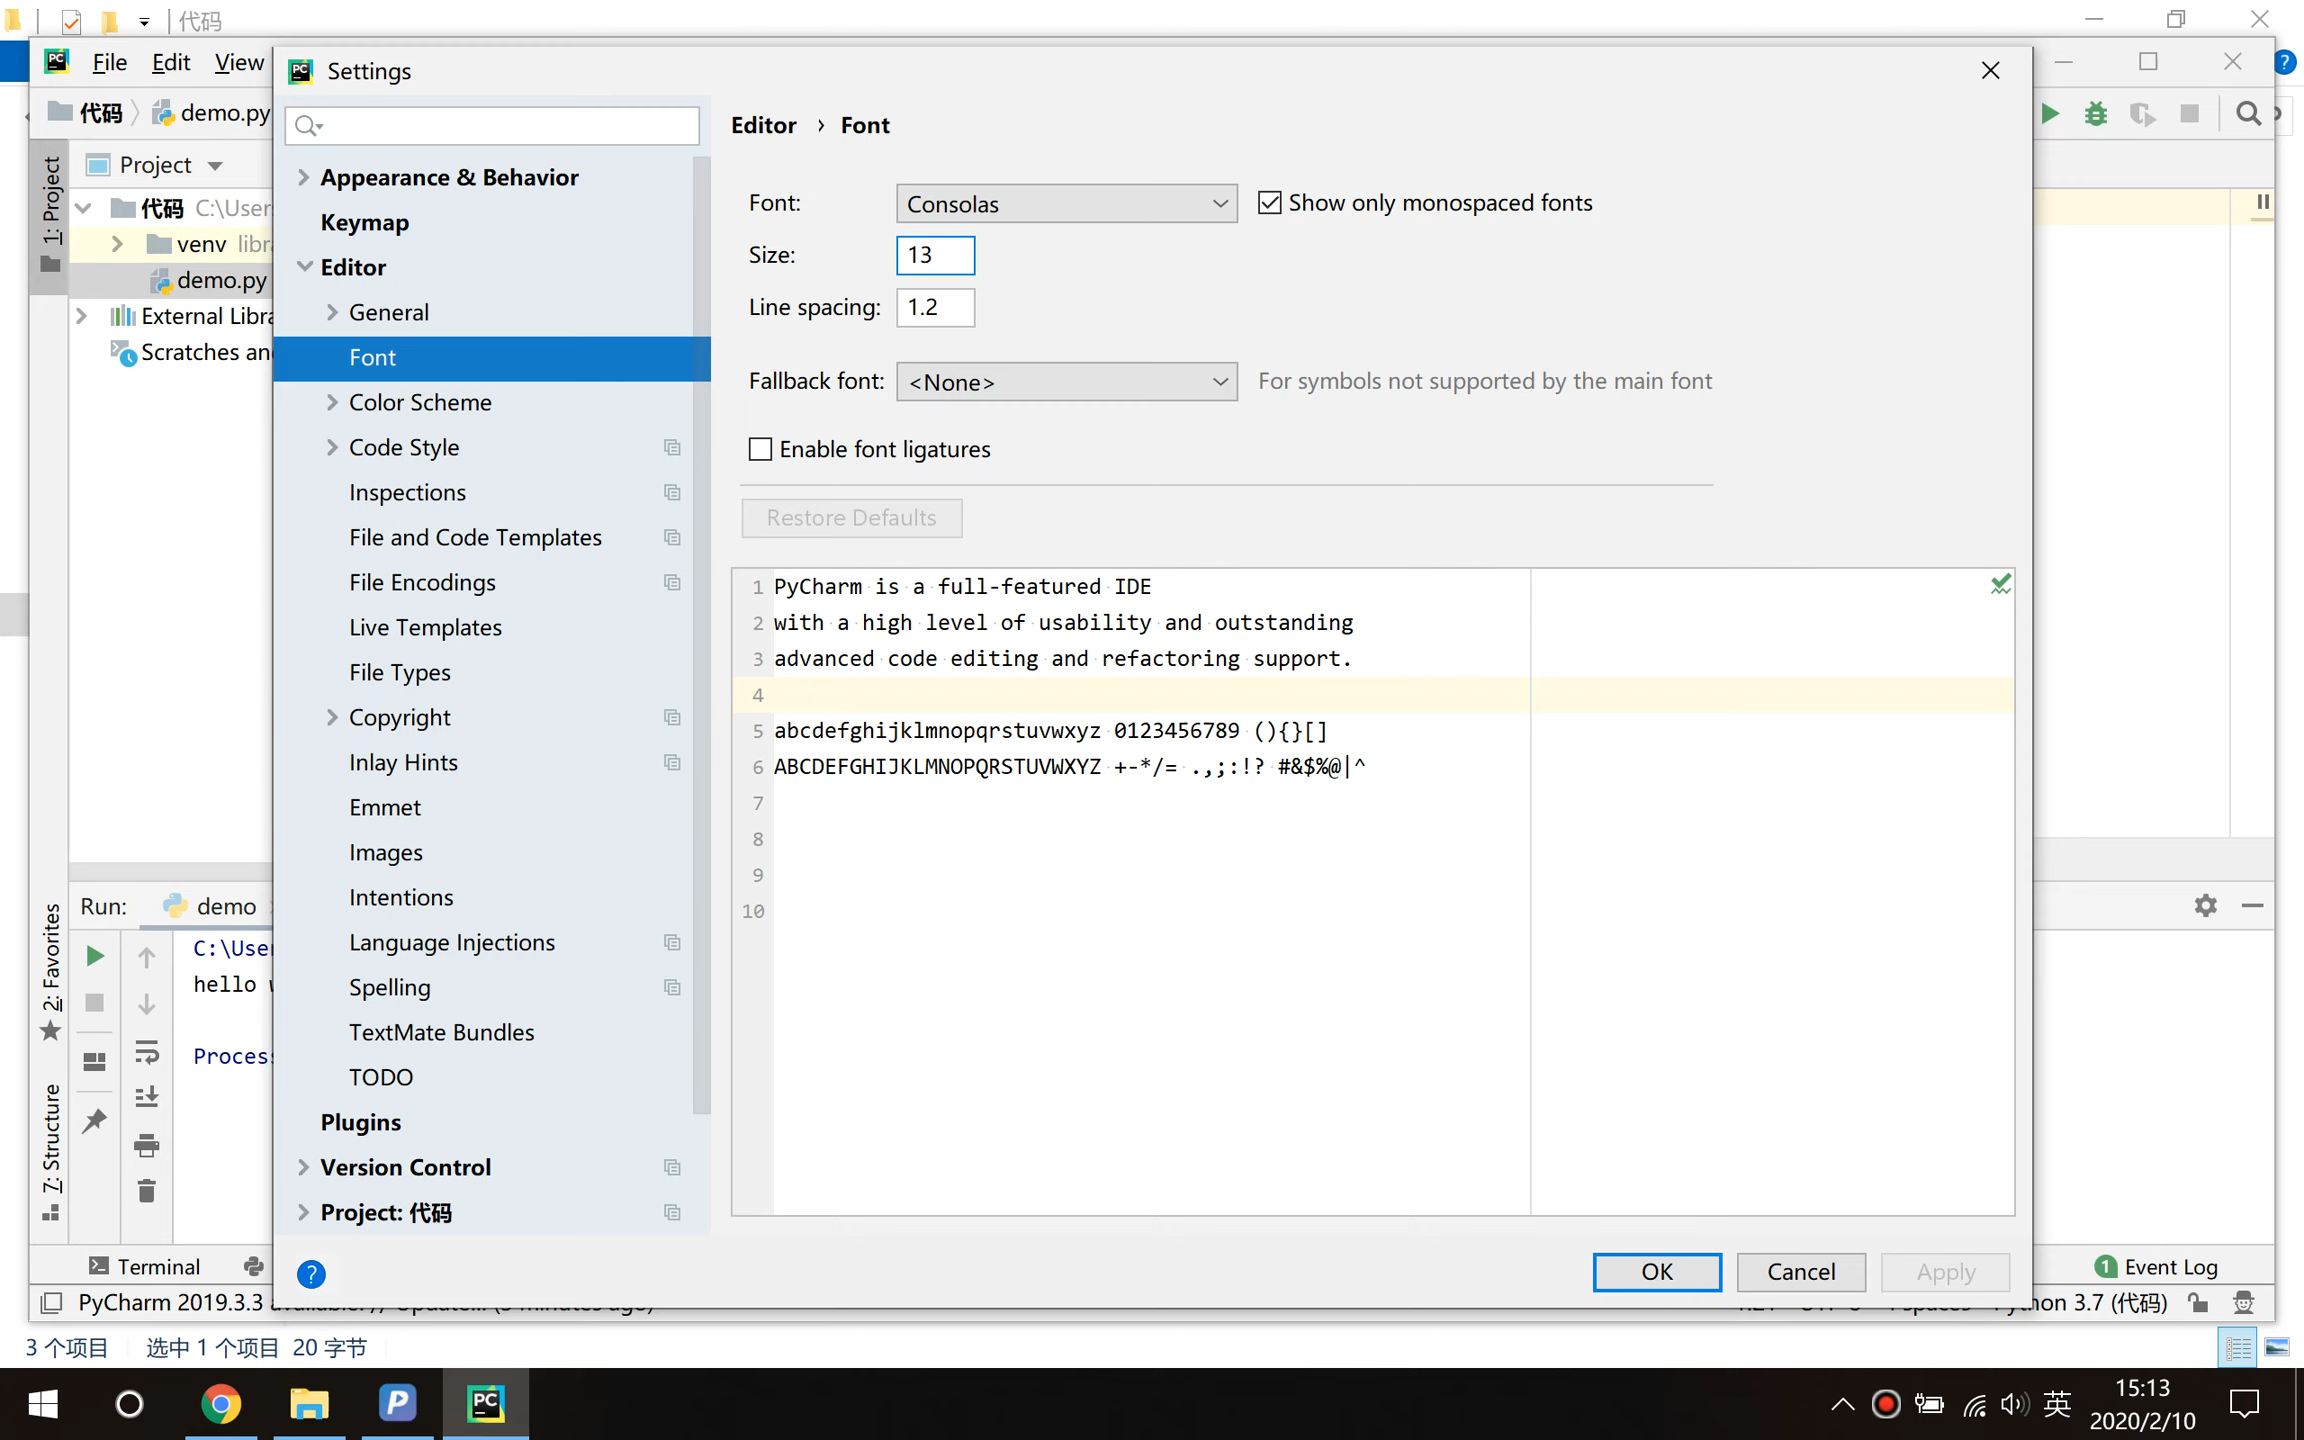 代码
File Edit View
Settings
代码 demo.py
Editor › Font
1: Project
Project
Appearance & Behavior
Keymap
Editor
General
Font
Color Scheme
Code Style
Inspections
File and Code Templates
File Encodings
Live Templates
File Types
Copyright
Inlay Hints
Emmet
Images
Intentions
Language Injections
Spelling
TextMate Bundles
TODO
Plugins
Version Control
Project: 代码
代码 C:\User
venv
demo.py
External
Scratches
Font: Consolas Show only monospaced fonts
Size: 13
Line spacing: 1.2
Fallback font: <None> For symbols not supported by the main font
Enable font ligatures
Restore Defaults
1 PyCharm is a full-featured IDE
2 with a high level of usability and outstanding
3 advanced code editing and refactoring support.
4
5 abcdefghijklmnopqrstuvwxyz 0123456789 (){}[]
6 ABCDEFGHIJKLMNOPQRSTUVWXYZ +-*/= .,;:!? #&$%@|^
7
8
9
10
Run: demo
C:\User
hello
Process
2: Favorites
7: Structure
OK Cancel Apply
Terminal
1 Event Log
PyCharm 2019.3.3
3.7 (代码)
3 个项目 选中 1 个项目 20 字节
英
15:13
2020/2/10